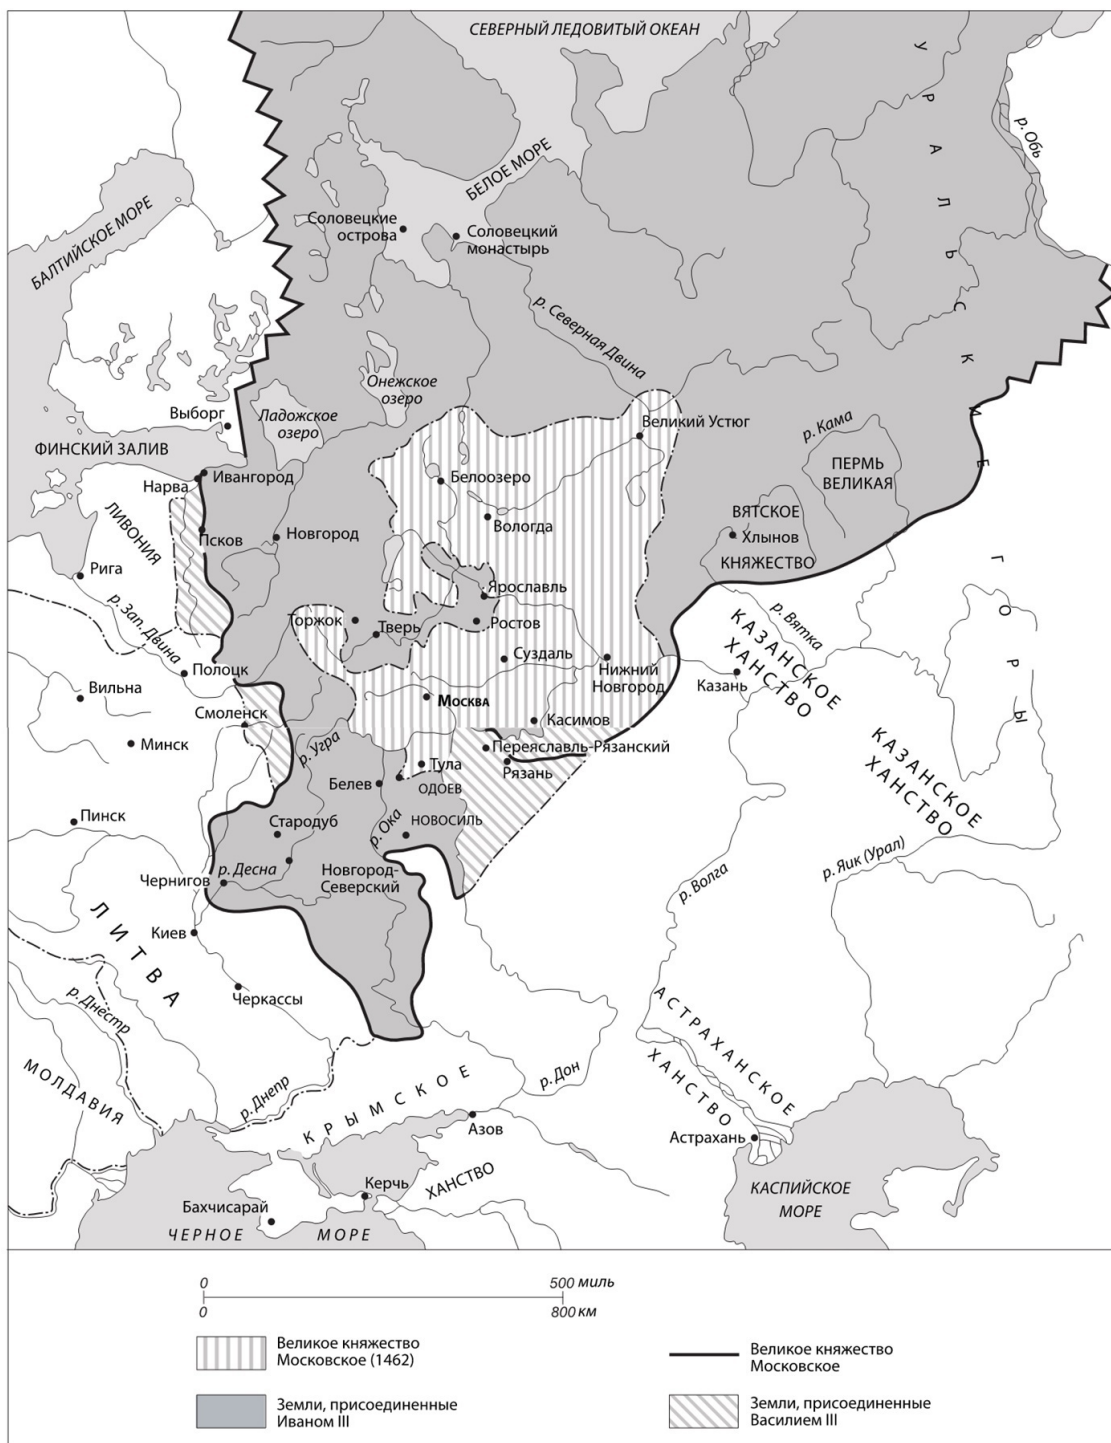 СЕВЕРНЫЙ ЛЕДОВИТЫЙ ОКЕАН
УРАЛЬСКИЕ
ГОРЫ
р. Обь
БЕЛОЕ МОРЕ
БАЛТИЙСКОЕ МОРЕ
Соловецкие
острова
Соловецкий
монастырь
р. Северная Двина
Онежское
озеро
Ладожское
озеро
Выборг
ФИНСКИЙ ЗАЛИВ
Великий Устюг
р. Кама
ПЕРМЬ
ВЕЛИКАЯ
Белоозеро
Ивангород
Нарва
ЛИВОНИЯ
Вологда
ВЯТСКОЕ
Хлынов
КНЯЖЕСТВО
Псков
Новгород
Рига
р. Зап. Двина
Ярославль
Торжок
Тверь
Ростов
р. Вятка
КАЗАНСКОЕ
ХАНСТВО
Полоцк
Суздаль
Нижний
Новгород
Казань
Вильна
Москва
Смоленск
Касимов
Минск
р. Угра
Переяславль-Рязанский
Рязань
КАЗАНСКОЕ
ХАНСТВО
Тула
Белев
ОДОЕВ
Пинск
Стародуб
р. Ока
НОВОСИЛЬ
р. Десна
Чернигов
Новгород-
Северский
р. Волга
р. Яик (Урал)
ЛИТВА
Киев
Черкассы
р. Днестр
МОЛДАВИЯ
р. Днепр
КРЫМСКОЕ
ХАНСТВО
р. Дон
Азов
АСТРАХАНСКОЕ
ХАНСТВО
Астрахань
Керчь
Бахчисарай
ЧЕРНОЕ МОРЕ
КАСПИЙСКОЕ
МОРЕ
0 500 миль
0 800 км
Великое княжество
Московское (1462)
Великое княжество
Московское
Земли, присоединенные
Иваном III
Земли, присоединенные
Василием III